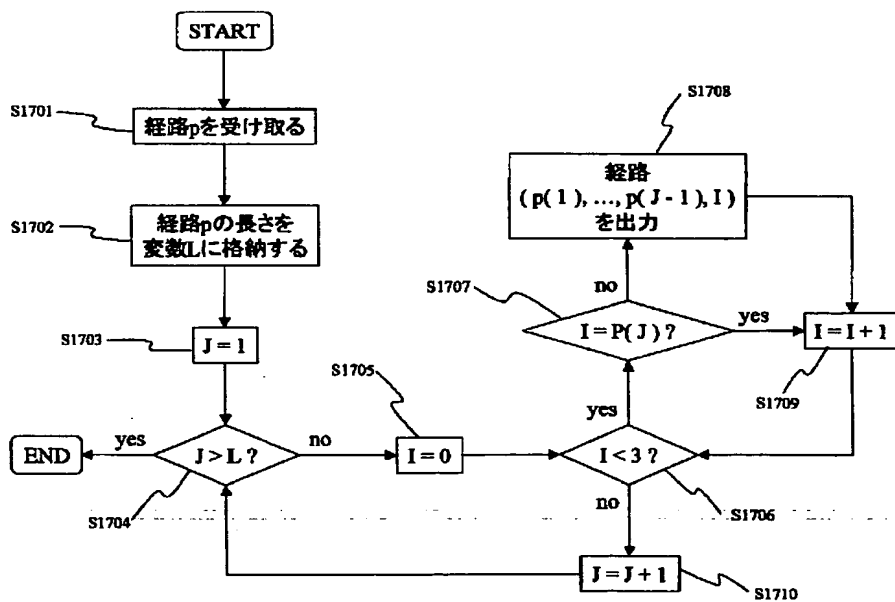 START
S1701
経路pを受け取る
S1702
経路pの長さを
変数Lに格納する
S1703
J = 1
S1704
J > L ?
yes
END
no
S1705
I = 0
S1706
I < 3 ?
yes
no
S1707
I = P( J ) ?
no
yes
S1708
経路
( p( 1 ), ..., p( J - 1 ), I )
を出力
S1709
I = I + 1
S1710
J = J + 1